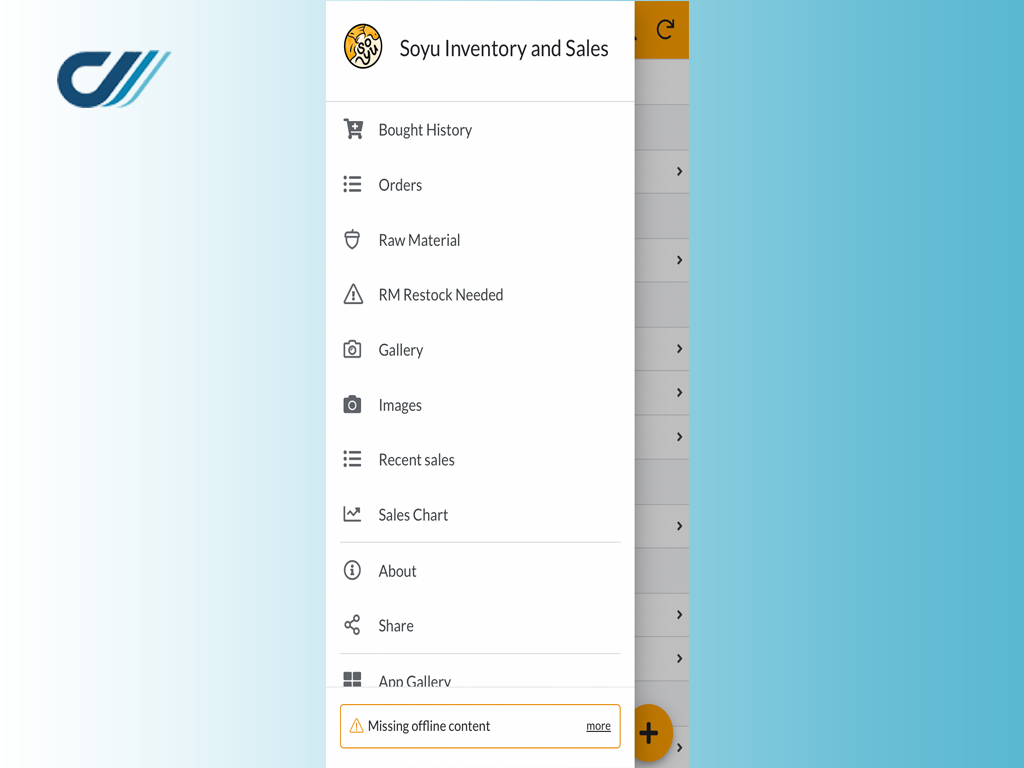 Soyu Inventory and Sales
Bought History
Orders
Raw Material
RM Restock Needed
Gallery
Images
Recent sales
Sales Chart
About
Share
App Gallery
Missing offline content more